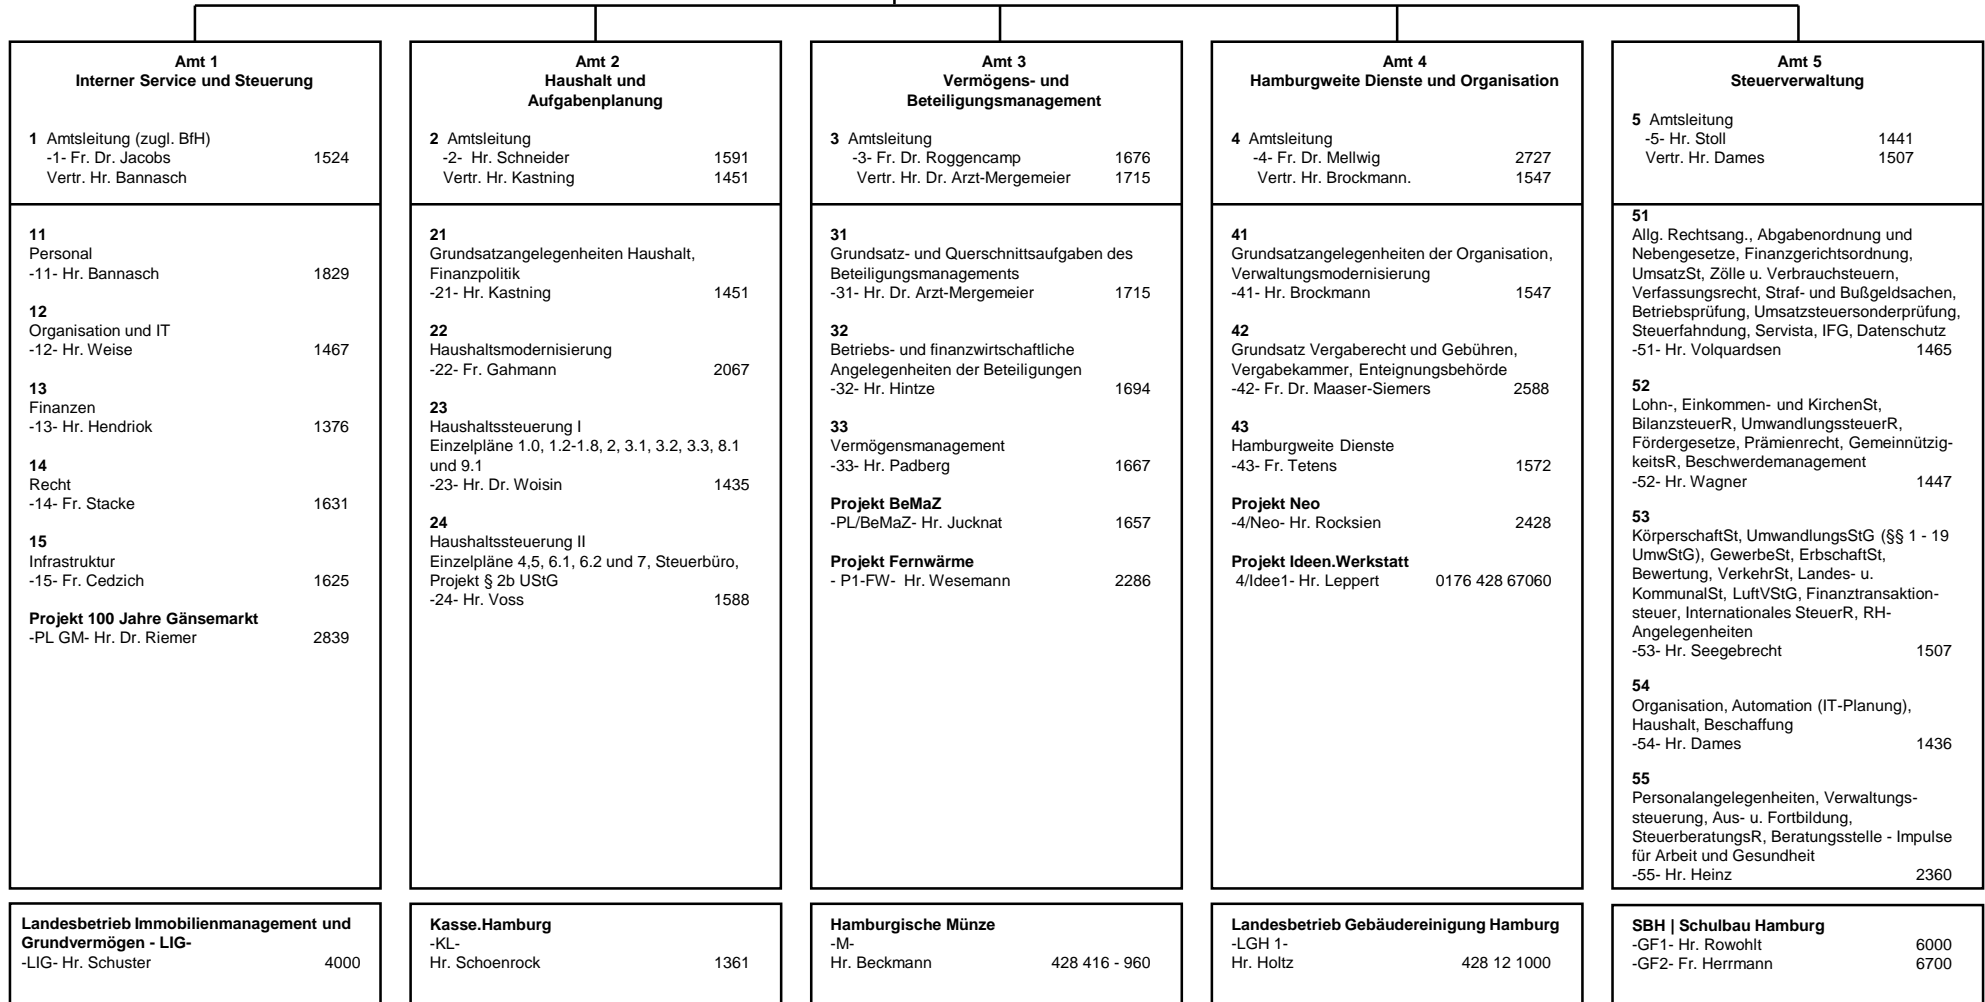 Amt 1
Interner Service und Steuerung
1 Amtsleitung (zugl. BfH)
-1- Fr. Dr. Jacobs 1524
Vertr. Hr. Bannasch
11
Personal
-11- Hr. Bannasch 1829
12
Organisation und IT
-12- Hr. Weise 1467
13
Finanzen
-13- Hr. Hendriok 1376
14
Recht
-14- Fr. Stacke 1631
15
Infrastruktur
-15- Fr. Cedzich 1625
Projekt 100 Jahre Gänsemarkt
-PL GM- Hr. Dr. Riemer 2839
Landesbetrieb Immobilienmanagement und
Grundvermögen - LIG-
-LIG- Hr. Schuster 4000
Amt 2
Haushalt und
Aufgabenplanung
2 Amtsleitung
-2- Hr. Schneider 1591
Vertr. Hr. Kastning 1451
21
Grundsatzangelegenheiten Haushalt,
Finanzpolitik
-21- Hr. Kastning 1451
22
Haushaltsmodernisierung
-22- Fr. Gahmann 2067
23
Haushaltssteuerung I
Einzelpläne 1.0, 1.2-1.8, 2, 3.1, 3.2, 3.3, 8.1
und 9.1
-23- Hr. Dr. Woisin 1435
24
Haushaltssteuerung II
Einzelpläne 4,5, 6.1, 6.2 und 7, Steuerbüro,
Projekt § 2b UStG
-24- Hr. Voss 1588
Kasse.Hamburg
-KL-
Hr. Schoenrock 1361
Amt 3
Vermögens- und
Beteiligungsmanagement
3 Amtsleitung
-3- Fr. Dr. Roggencamp 1676
Vertr. Hr. Dr. Arzt-Mergemeier 1715
31
Grundsatz- und Querschnittsaufgaben des
Beteiligungsmanagements
-31- Hr. Dr. Arzt-Mergemeier 1715
32
Betriebs- und finanzwirtschaftliche
Angelegenheiten der Beteiligungen
-32- Hr. Hintze 1694
33
Vermögensmanagement
-33- Hr. Padberg 1667
Projekt BeMaZ
-PL/BeMaZ- Hr. Jucknat 1657
Projekt Fernwärme
- P1-FW- Hr. Wesemann 2286
Hamburgische Münze
-M-
Hr. Beckmann 428 416 - 960
Amt 4
Hamburgweite Dienste und Organisation
4 Amtsleitung
-4- Fr. Dr. Mellwig 2727
Vertr. Hr. Brockmann. 1547
41
Grundsatzangelegenheiten der Organisation,
Verwaltungsmodernisierung
-41- Hr. Brockmann 1547
42
Grundsatz Vergaberecht und Gebühren,
Vergabekammer, Enteignungsbehörde
-42- Fr. Dr. Maaser-Siemers 2588
43
Hamburgweite Dienste
-43- Fr. Tetens 1572
Projekt Neo
-4/Neo- Hr. Rocksien 2428
Projekt Ideen.Werkstatt
4/Idee1- Hr. Leppert 0176 428 67060
Landesbetrieb Gebäudereinigung Hamburg
-LGH 1-
Hr. Holtz 428 12 1000
Amt 5
Steuerverwaltung
5 Amtsleitung
-5- Hr. Stoll 1441
Vertr. Hr. Dames 1507
51
Allg. Rechtsang., Abgabenordnung und
Nebengesetze, Finanzgerichtsordnung,
UmsatzSt, Zölle u. Verbrauchsteuern,
Verfassungsrecht, Straf- und Bußgeldsachen,
Betriebsprüfung, Umsatzsteuersonderprüfung,
Steuerfahndung, Servista, IFG, Datenschutz
-51- Hr. Volquardsen 1465
52
Lohn-, Einkommen- und KirchenSt,
BilanzsteuerR, UmwandlungssteuerR,
Fördergesetze, Prämienrecht, Gemeinnützig-
keitsR, Beschwerdemanagement
-52- Hr. Wagner 1447
53
KörperschaftSt, UmwandlungsStG (§§ 1 - 19
UmwStG), GewerbeSt, ErbschaftSt,
Bewertung, VerkehrSt, Landes- u.
KommunalSt, LuftVStG, Finanztransaktion-
steuer, Internationales SteuerR, RH-
Angelegenheiten
-53- Hr. Seegebrecht 1507
54
Organisation, Automation (IT-Planung),
Haushalt, Beschaffung
-54- Hr. Dames 1436
55
Personalangelegenheiten, Verwaltungs-
steuerung, Aus- u. Fortbildung,
SteuerberatungsR, Beratungsstelle - Impulse
für Arbeit und Gesundheit
-55- Hr. Heinz 2360
SBH | Schulbau Hamburg
-GF1- Hr. Rowohlt 6000
-GF2- Fr. Herrmann 6700